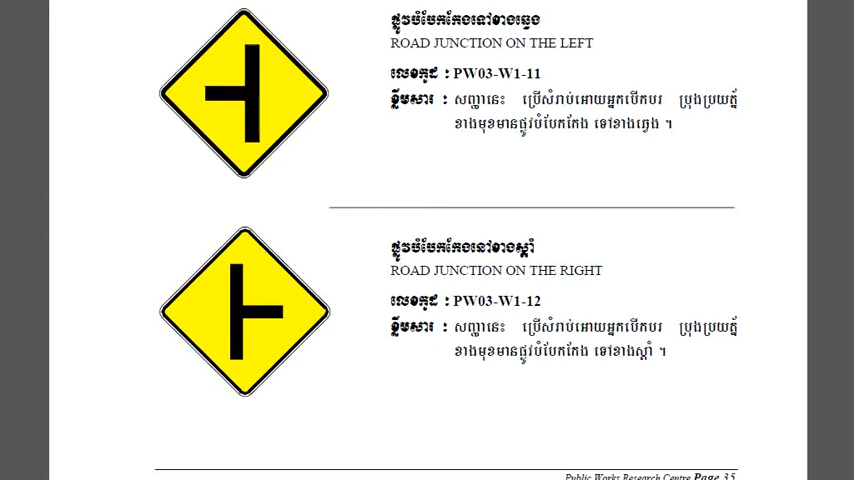 ផ្លូវបំបែកកែងនៅខាងឆ្វេង
ROAD JUNCTION ON THE LEFT
លេខកូដ : PW03-W1-11
ខ្លឹមសារ : សញ្ញានេះ ប្រើសំរាប់អោយអ្នកបើកបរ ប្រុងប្រយត្ន័
ខាងមុខមានផ្លូវបំបែកកែង ទៅខាងឆ្វេង ។
ផ្លូវបំបែកកែងនៅខាងស្តាំ
ROAD JUNCTION ON THE RIGHT
លេខកូដ : PW03-W1-12
ខ្លឹមសារ : សញ្ញានេះ ប្រើសំរាប់អោយអ្នកបើកបរ ប្រុងប្រយត្ន័
ខាងមុខមានផ្លូវបំបែកកែង ទៅខាងស្តាំ ។
Public Works Research Centre Page 35